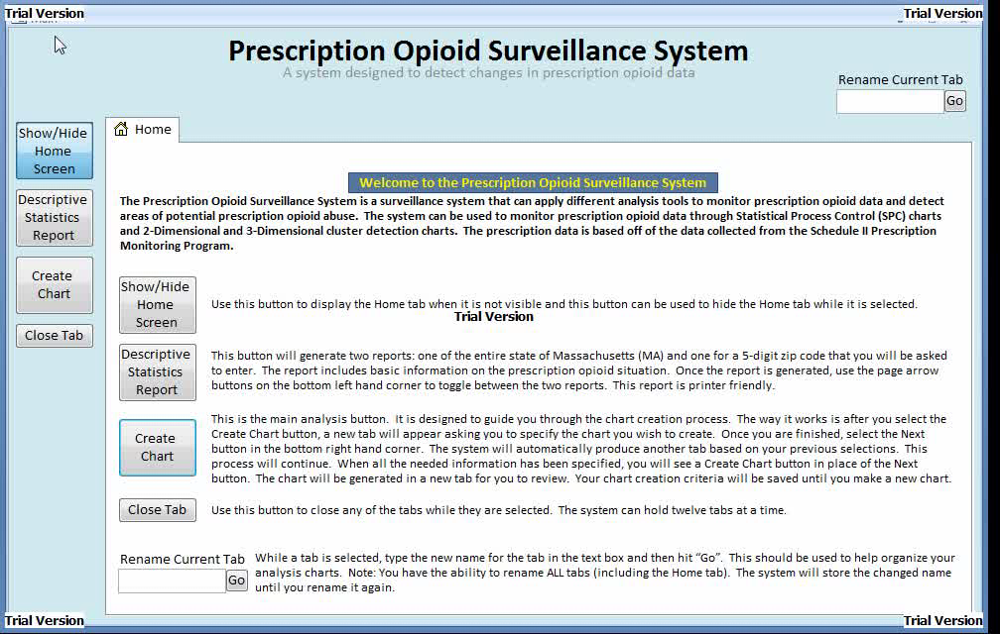 Trial Version
Trial Version
Prescription Opioid Surveillance System
A system designed to detect changes in prescription opioid data
Rename Current Tab
Go
Show/Hide
Home
Screen
Descriptive
Statistics
Report
Create
Chart
Close Tab
Home
Welcome to the Prescription Opioid Surveillance System
The Prescription Opioid Surveillance System is a surveillance system that can apply different analysis tools to monitor prescription opioid data and detect
areas of potential prescription opioid abuse. The system can be used to monitor prescription opioid data through Statistical Process Control (SPC) charts
and 2-Dimensional and 3-Dimensional cluster detection charts. The prescription data is based off of the data collected from the Schedule II Prescription
Monitoring Program.
Show/Hide
Home
Screen
Use this button to display the Home tab when it is not visible and this button can be used to hide the Home tab while it is selected.
Trial Version
Descriptive
Statistics
Report
This button will generate two reports: one of the entire state of Massachusetts (MA) and one for a 5-digit zip code that you will be asked
to enter. The report includes basic information on the prescription opioid situation. Once the report is generated, use the page arrow
buttons on the bottom left hand corner to toggle between the two reports. This report is printer friendly.
Create
Chart
This is the main analysis button. It is designed to guide you through the chart creation process. The way it works is after you select the
Create Chart button, a new tab will appear asking you to specify the chart you wish to create. Once you are finished, select the Next
button in the bottom right hand corner. The system will automatically produce another tab based on your previous selections. This
process will continue. When all the needed information has been specified, you will see a Create Chart button in place of the Next
button. The chart will be generated in a new tab for you to review. Your chart creation criteria will be saved until you make a new chart.
Close Tab
Use this button to close any of the tabs while they are selected. The system can hold twelve tabs at a time.
Rename Current Tab
Go
While a tab is selected, type the new name for the tab in the text box and then hit “Go”. This should be used to help organize your
analysis charts. Note: You have the ability to rename ALL tabs (including the Home tab). The system will store the changed name
until you rename it again.
Trial Version
Trial Version